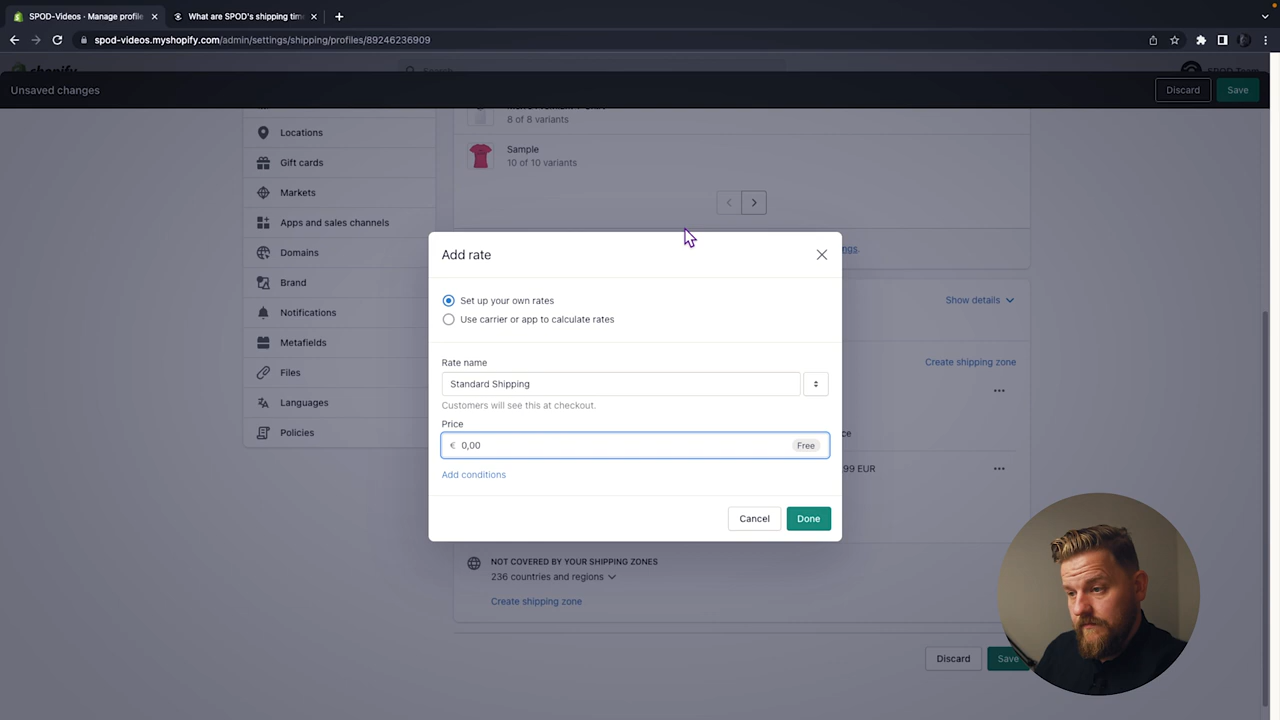 SPOD-Videos · Manage profile
What are SPOD's shipping tim
spod-videos.myshopify.com/admin/settings/shipping/profiles/89246236909
Search
Unsaved changes
Discard
Save
8 of 8 variants
Locations
Sample
10 of 10 variants
Gift cards
Markets
Apps and sales channels
Domains
ngs.
Brand
Notifications
Metafields
Files
Languages
Policies
Show details
Create shipping zone
ce
99 EUR
Add rate
Set up your own rates
Use carrier or app to calculate rates
Rate name
Standard Shipping
Customers will see this at checkout.
Price
€ 0,00
Free
Add conditions
Cancel
Done
NOT COVERED BY YOUR SHIPPING ZONES
236 countries and regions
Create shipping zone
Discard
Save